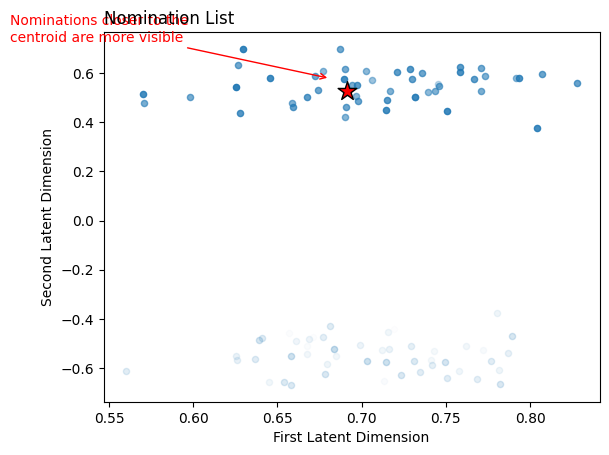 Nomination List
Nominations closer to the
centroid are more visible
Second Latent Dimension
0.6
0.4
0.2
0.0
−0.2
−0.4
−0.6
0.55
0.60
0.65
0.70
0.75
0.80
First Latent Dimension